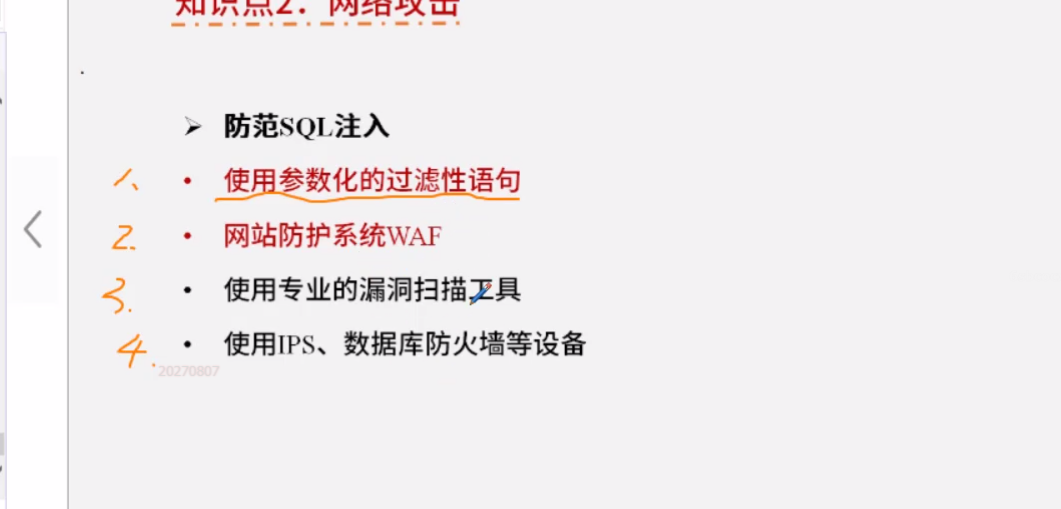 知识点2：网络攻击
➢ 防范SQL注入
1、 • 使用参数化的过滤性语句
2. • 网站防护系统WAF
3. • 使用专业的漏洞扫描工具
4. • 使用IPS、数据库防火墙等设备
20270807